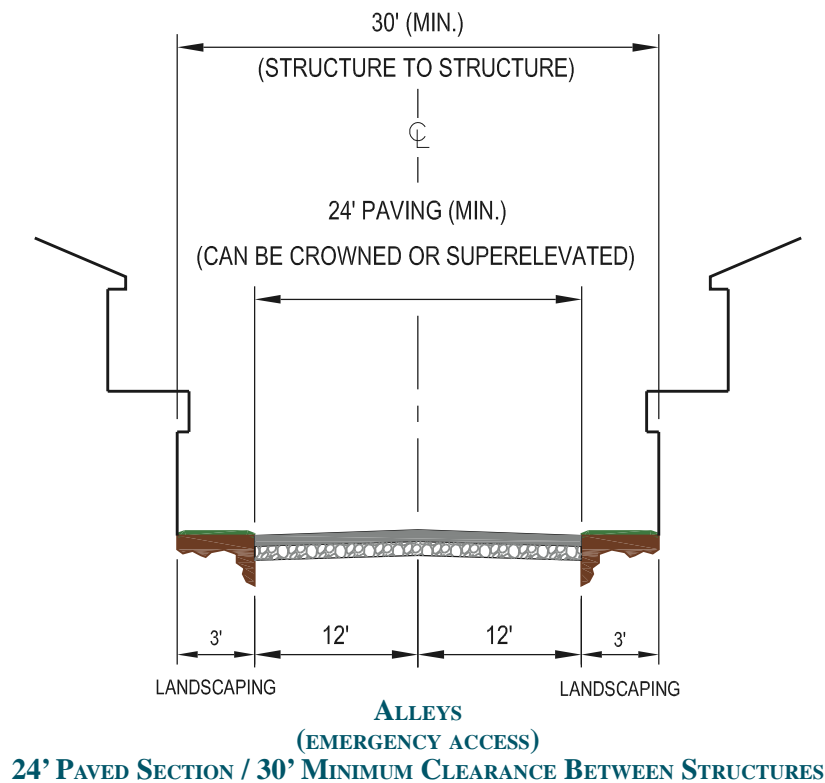 30' (MIN.)
(STRUCTURE TO STRUCTURE)
℄
24' PAVING (MIN.)
(CAN BE CROWNED OR SUPERELEVATED)
3' 12' 12' 3'
LANDSCAPING LANDSCAPING
ALLEYS
(EMERGENCY ACCESS)
24’ PAVED SECTION / 30’ MINIMUM CLEARANCE BETWEEN STRUCTURES